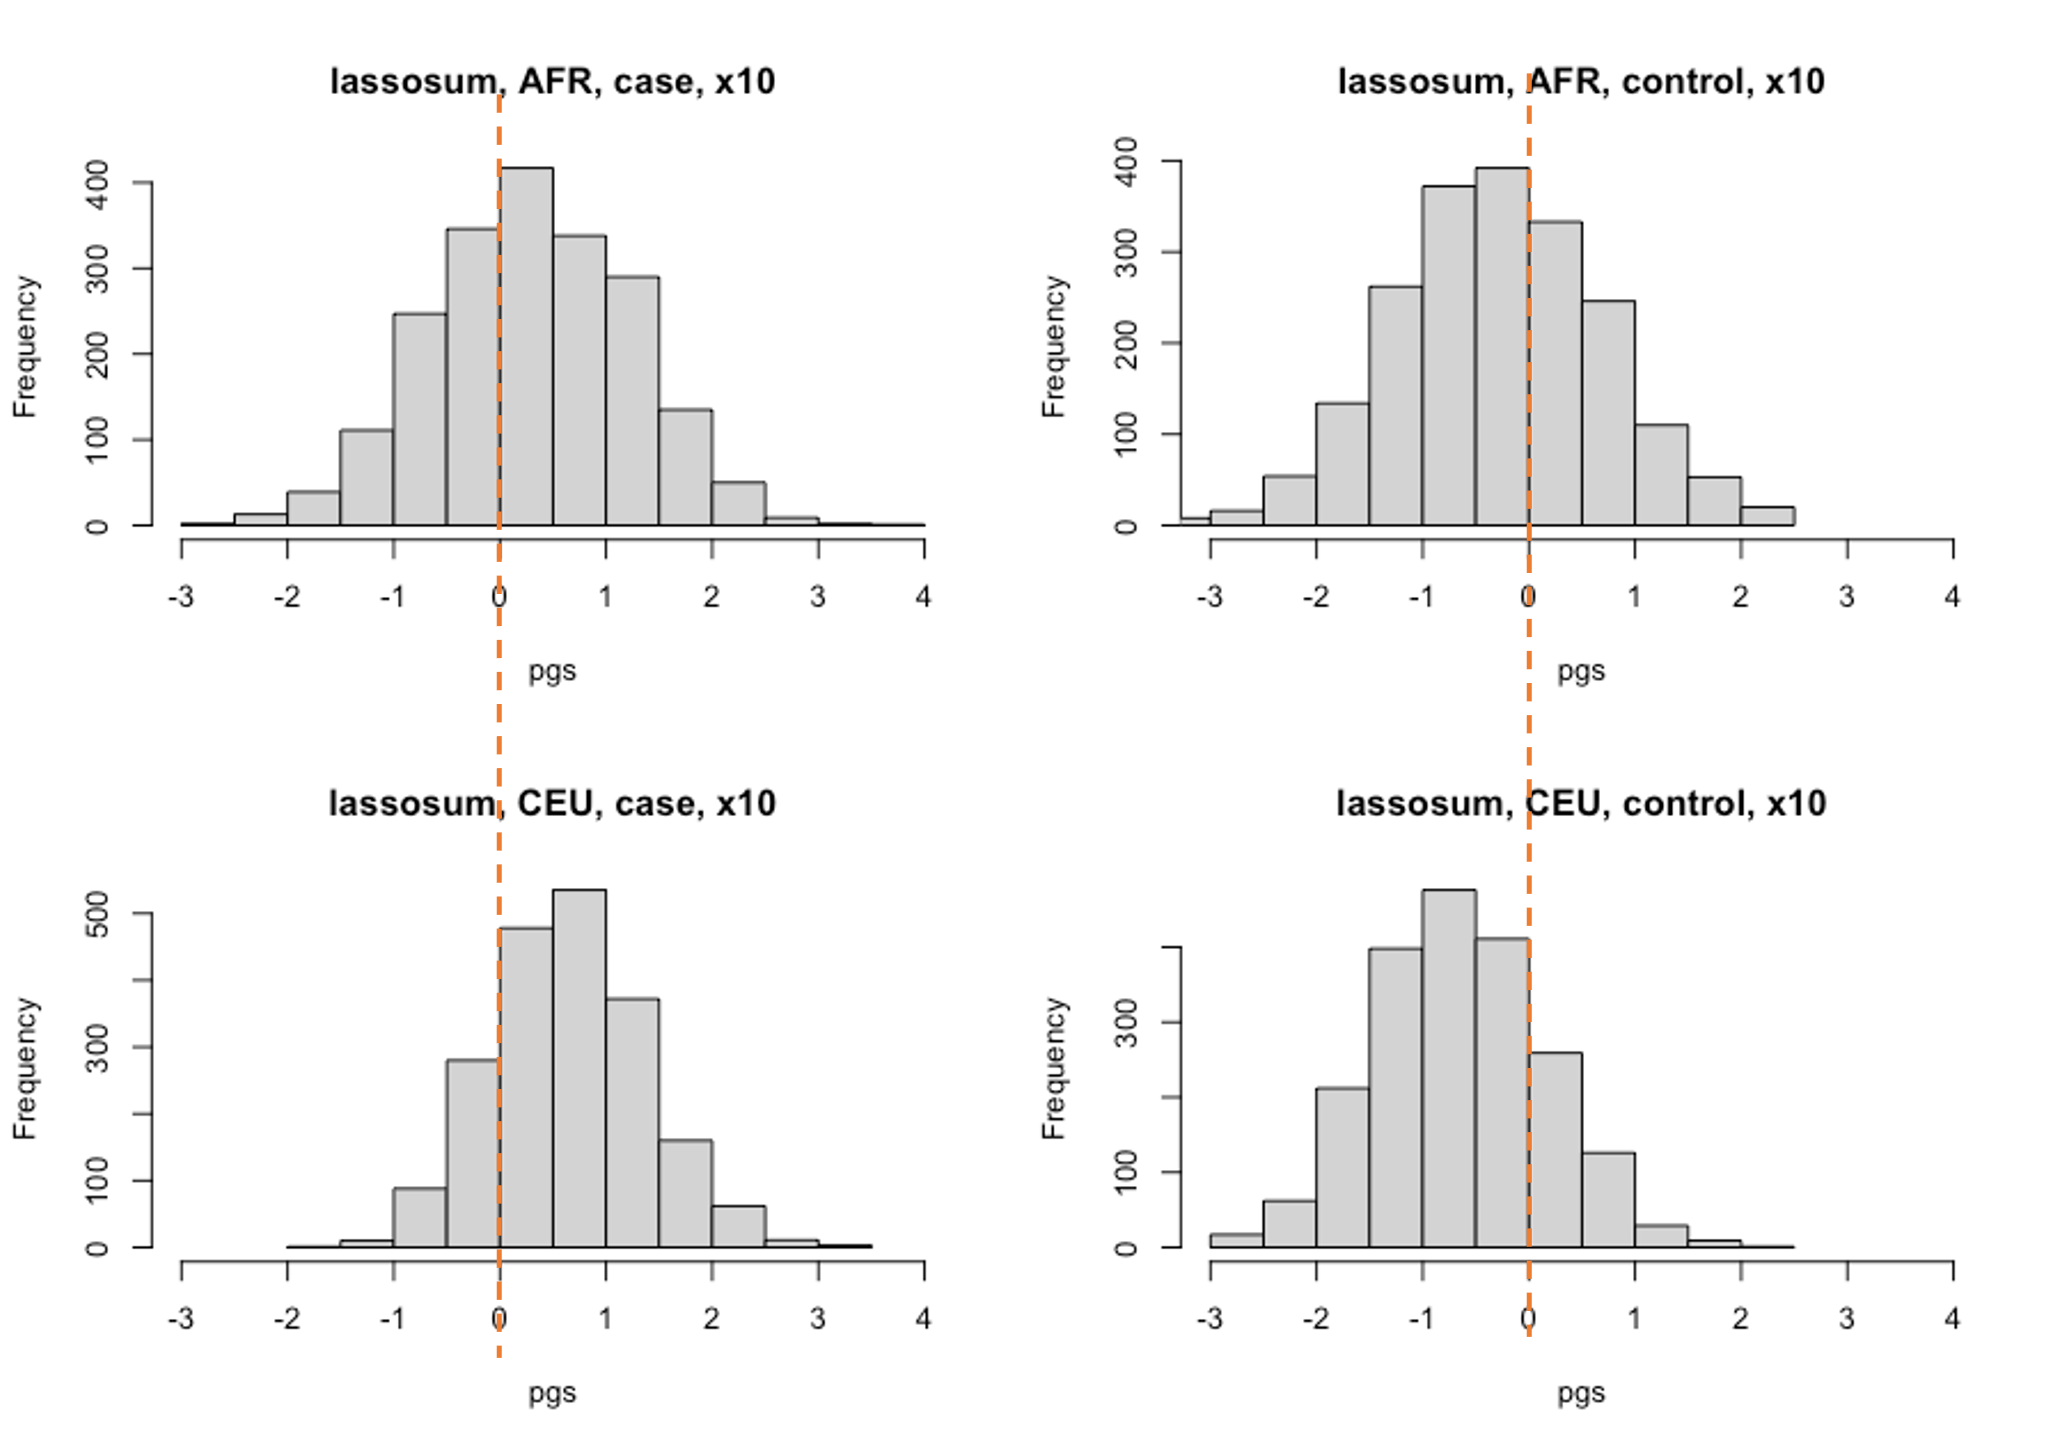 lassosum, AFR, case, x10
Frequency
0 100 200 300 400
-3 -2 -1 0 1 2 3 4
pgs
lassosum, AFR, control, x10
Frequency
0 100 200 300 400
-3 -2 -1 0 1 2 3 4
pgs
lassosum, CEU, case, x10
Frequency
0 100 300 500
-3 -2 -1 0 1 2 3 4
pgs
lassosum, CEU, control, x10
Frequency
0 100 300
-3 -2 -1 0 1 2 3 4
pgs